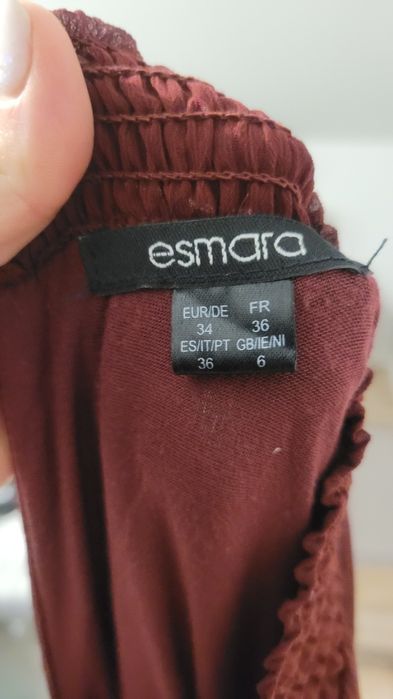 esmara
EUR/DE FR
34 36
ES/IT/PT GB/IE/NI
36 6